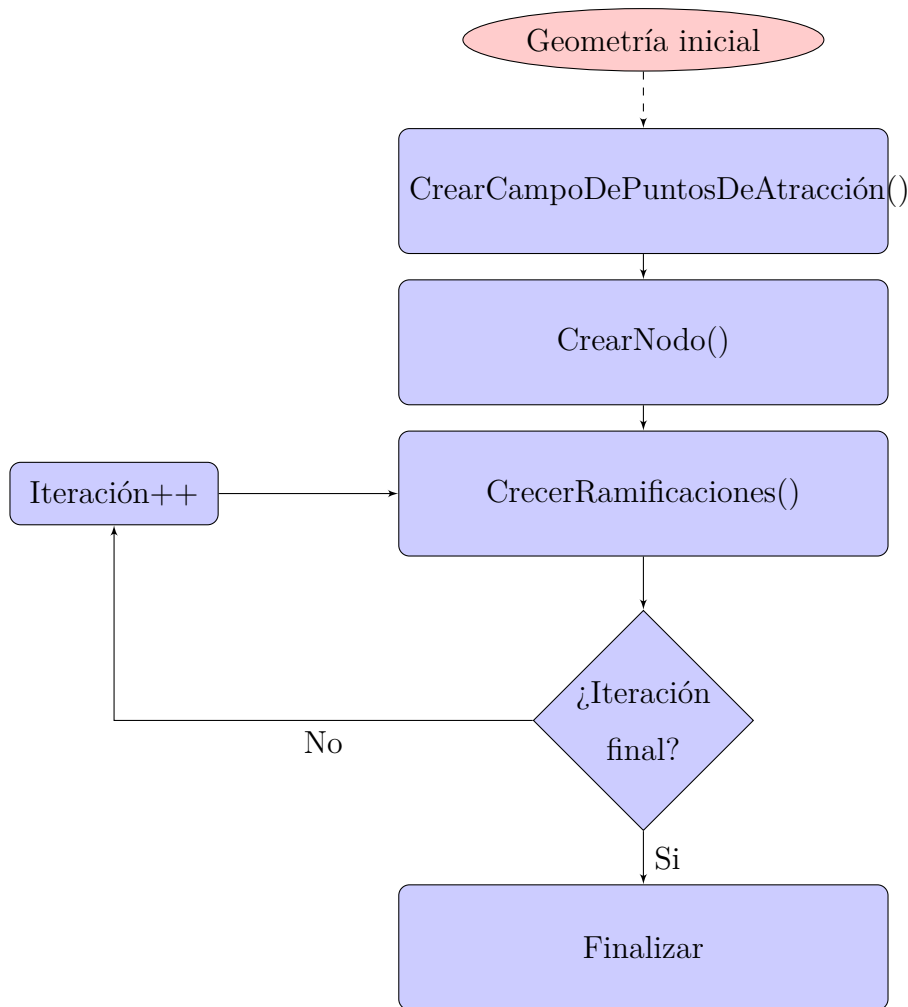 Geometría inicial
CrearCampoDePuntosDeAtracción()
CrearNodo()
Iteración++
CrecerRamificaciones()
¿Iteración
final?
No
Si
Finalizar